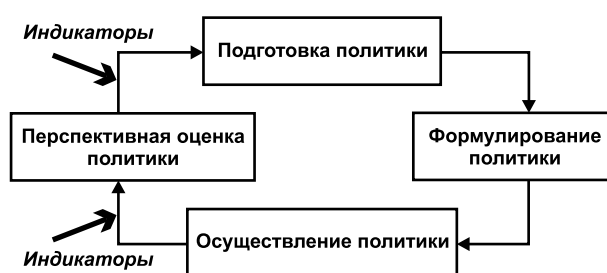 Индикаторы
Подготовка политики
Перспективная оценка
политики
Формулирование
политики
Осуществление политики
Индикаторы